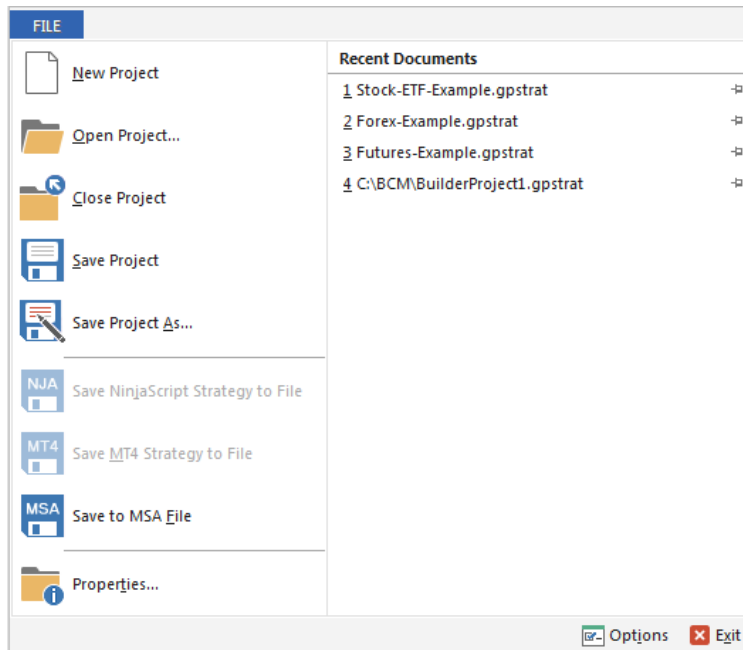 FILE
New Project
Open Project...
Close Project
Save Project
Save Project As...
NJA
Save NinjaScript Strategy to File
MT4
Save MT4 Strategy to File
MSA
Save to MSA File
Properties...
Recent Documents
1 Stock-ETF-Example.gpstrat
2 Forex-Example.gpstrat
3 Futures-Example.gpstrat
4 C:\BCM\BuilderProject1.gpstrat
Options
Exit